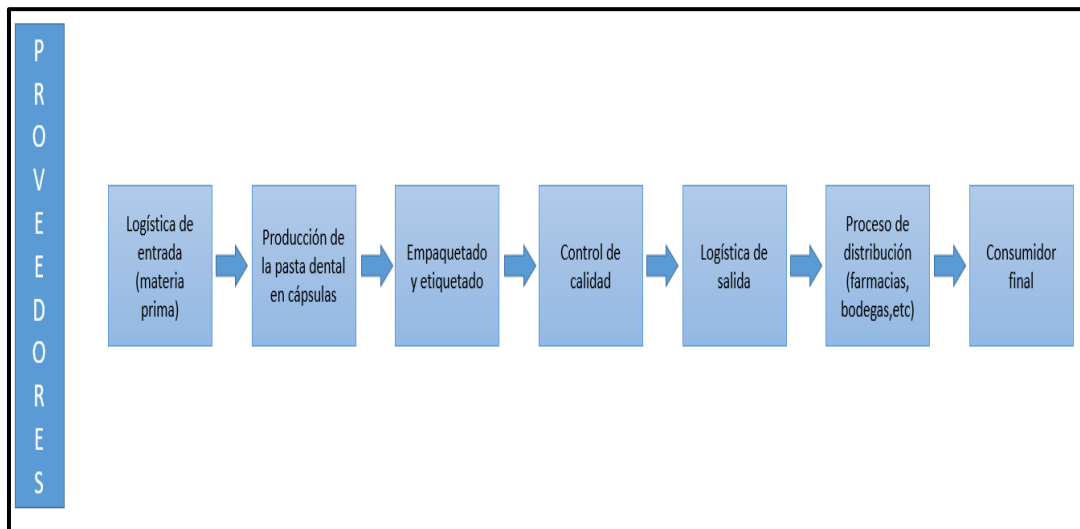 PROVEEDORES
Logística de
entrada
(materia
prima)
Producción de
la pasta dental
en cápsulas
Empaquetado
y etiquetado
Control de
calidad
Logística de
salida
Proceso de
distribución
(farmacias,
bodegas,etc)
Consumidor
final